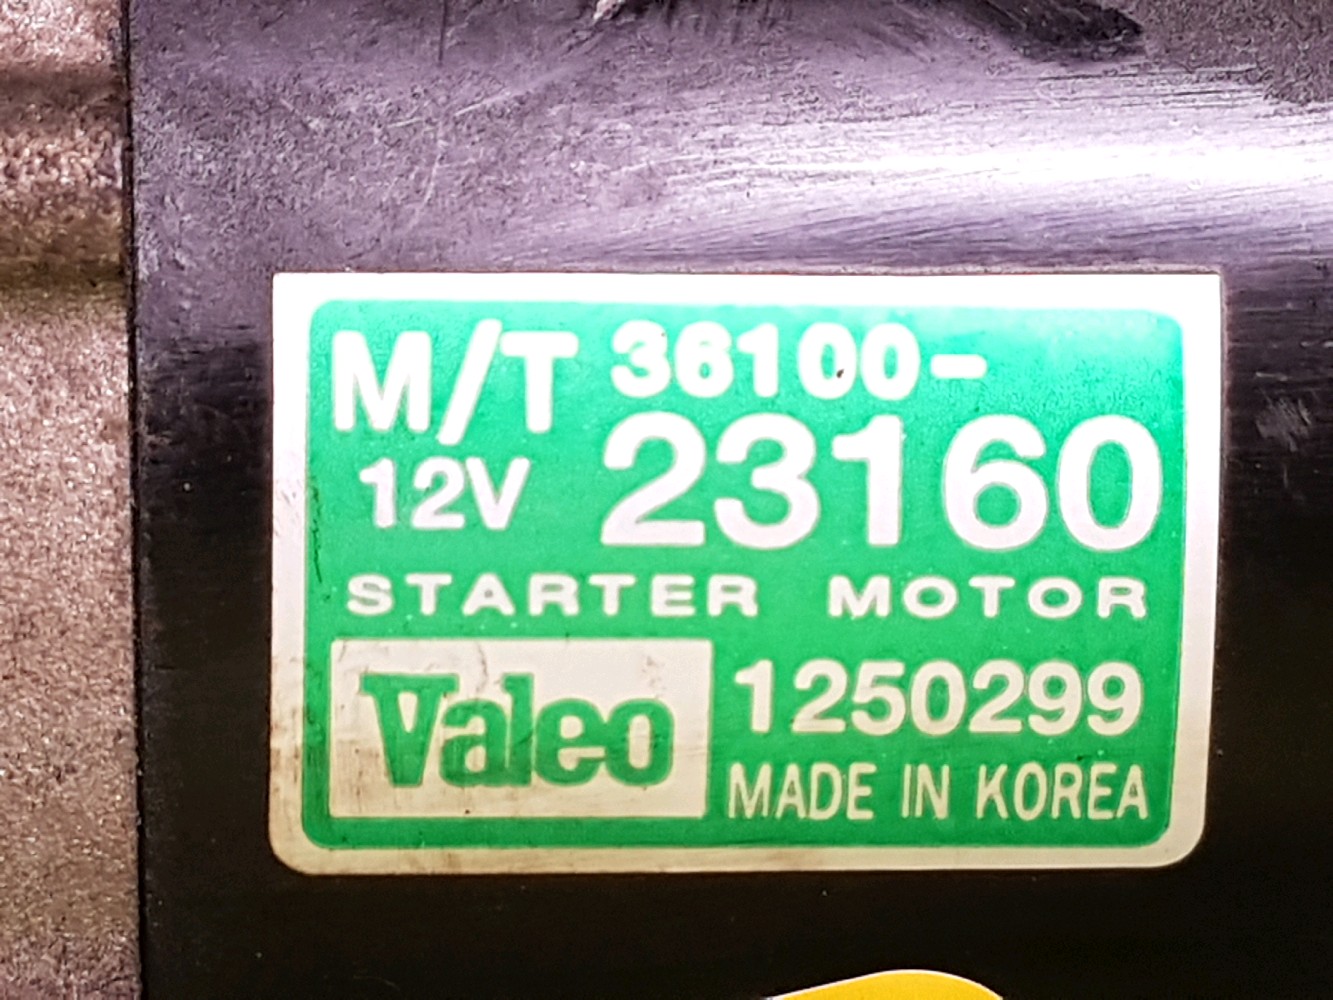 M/T 36100-
12V 23160
STARTER MOTOR
Valeo 1250299
MADE IN KOREA